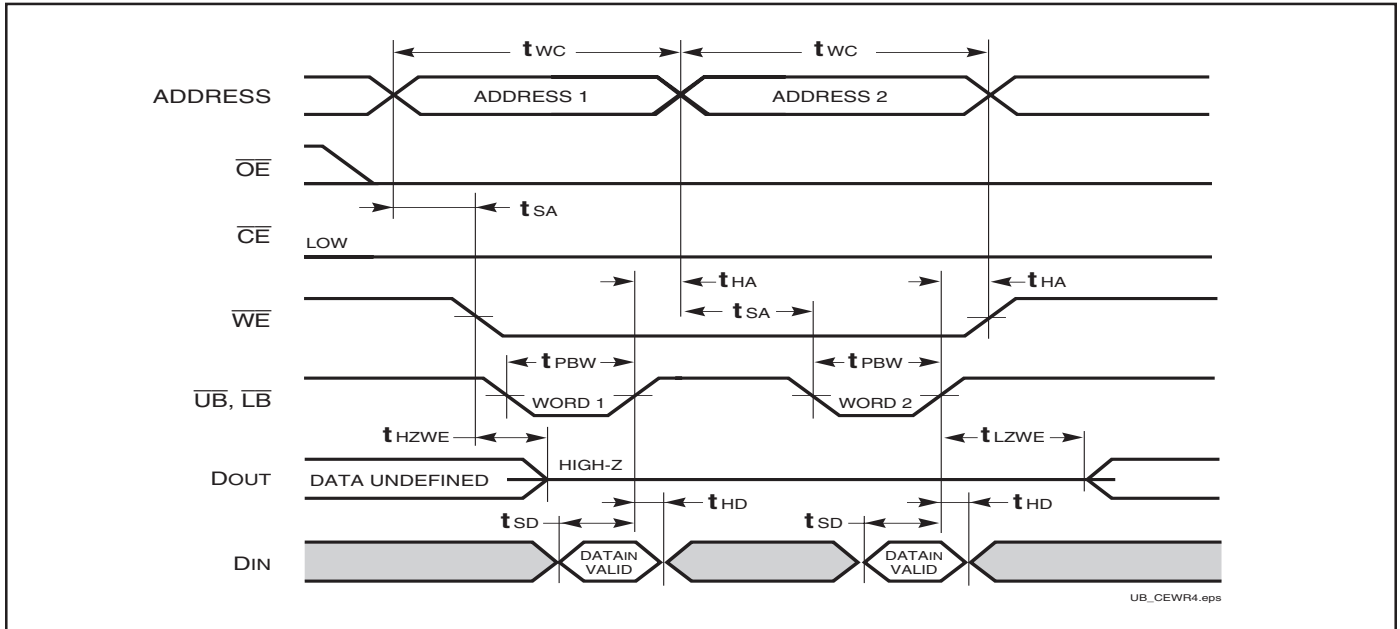 tWC tWC
ADDRESS ADDRESS 1 ADDRESS 2
OE
tSA
CE LOW
tHA tHA
WE tSA
tPBW tPBW
UB, LB WORD 1 WORD 2
tHZWE tLZWE
DOUT DATA UNDEFINED HIGH-Z
tHD tHD
tSD tSD
DIN DATAIN VALID DATAIN VALID
UB_CEWR4.eps